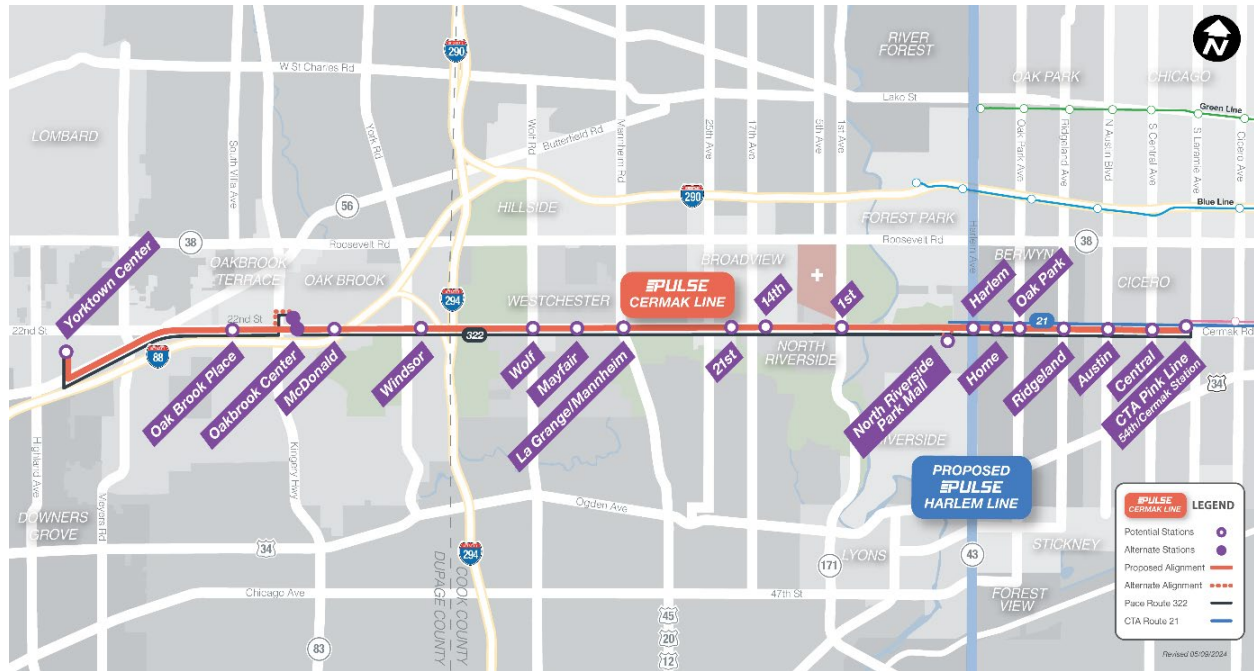 N
RIVER
FOREST
OAK PARK
CHICAGO
290
W St Charles Rd
Lake St
Green Line
LOMBARD
South Villa Ave
York Rd
Wolf Rd
Butterfield Rd
Mannheim Rd
25th Ave
17th Ave
1st Ave
Oak Park Ave
Ridgeland Ave
N Austin Blvd
S Central Ave
S Laramie Ave
Cicero Ave
56
HILLSIDE
290
Blue Line
FOREST PARK
38
Roosevelt Rd
Roosevelt Rd
Harlem Ave
38
OAKBROOK
TERRACE
OAK BROOK
BROADVIEW
BERWYN
CICERO
Yorktown Center
PULSE
CERMAK LINE
14th
1st
Harlem
Oak Park
294
WESTCHESTER
22nd St
22nd St
322
21
Cermak Rd
88
Oak Brook Place
Oakbrook Center
McDonald
Windsor
Wolf
Mayfair
La Grange/Mannheim
21st
NORTH
RIVERSIDE
North Riverside
Park Mall
Home
Ridgeland
Austin
Central
CTA Pink Line
54th/Cermak Station
34
RIVERSIDE
Highland Ave
Meyers Rd
Kingery Hwy
PROPOSED
PULSE
HARLEM LINE
DOWNERS
GROVE
Ogden Ave
34
294
LYONS
43
STICKNEY
171
Chicago Ave
47th St
FOREST
VIEW
83
DUPAGE COUNTY
COOK COUNTY
45
20
12
PULSE
CERMAK LINE
LEGEND
Potential Stations
Alternate Stations
Proposed Alignment
Alternate Alignment
Pace Route 322
CTA Route 21
Revised 05/09/2024